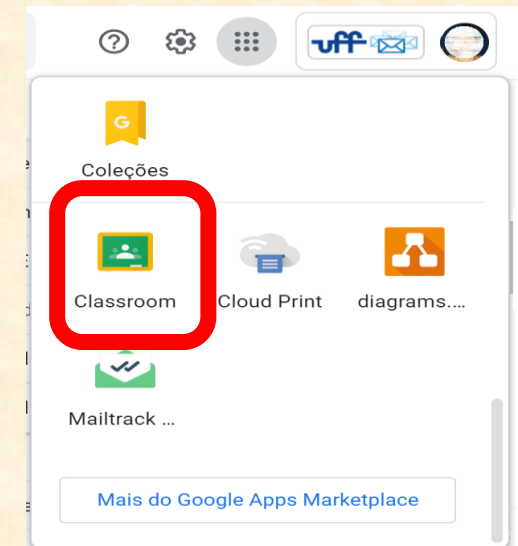 uff
G
Coleções
Classroom Cloud Print diagrams....
Mailtrack ...
Mais do Google Apps Marketplace